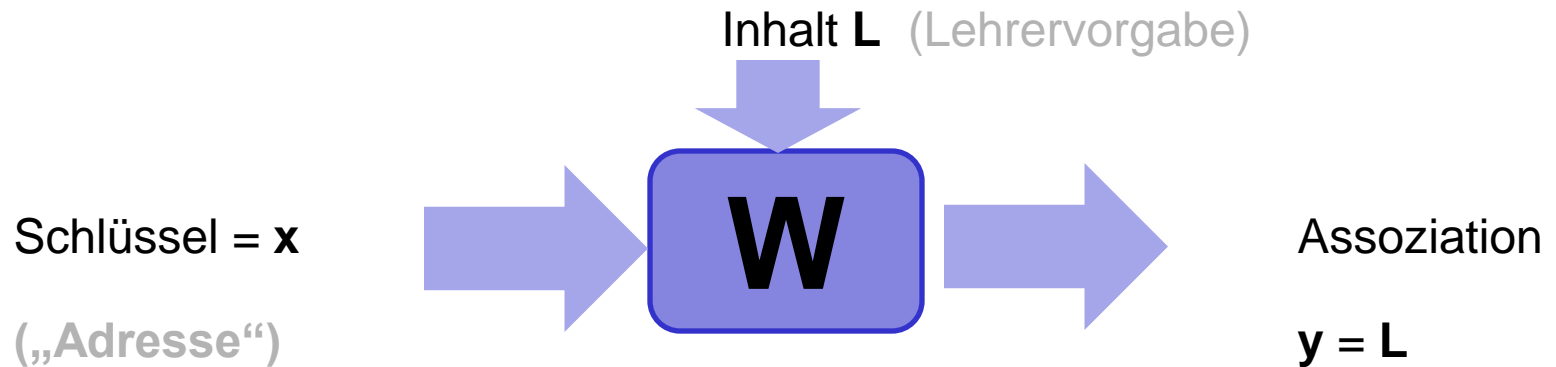 Inhalt L (Lehrervorgabe)
W
Schlüssel = x
(„Adresse“)
Assoziation
y = L